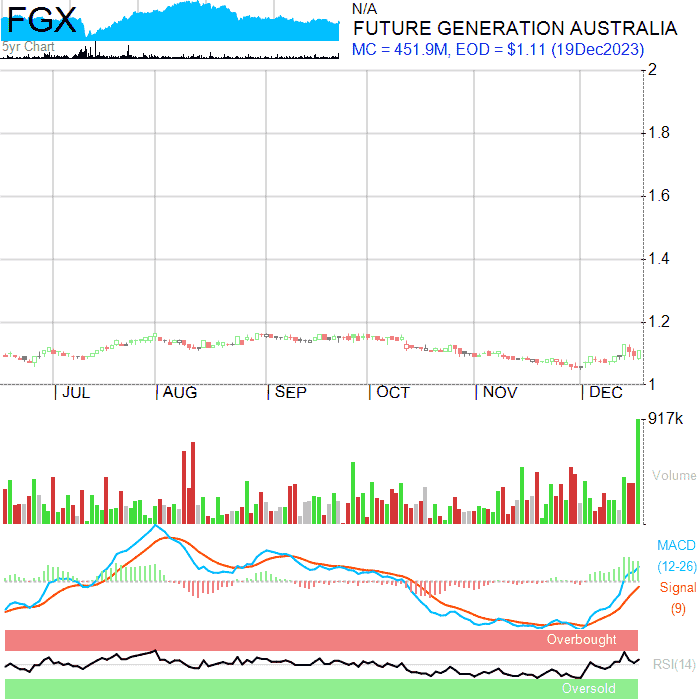 FGX
5yr Chart
N/A
FUTURE GENERATION AUSTRALIA
MC = 451.9M, EOD = $1.11 (19Dec2023)
2
1.8
1.6
1.4
1.2
1
| JUL | AUG | SEP | OCT | NOV | DEC
917k
Volume
MACD
(12-26)
Signal
(9)
Overbought
RSI(14)
Oversold